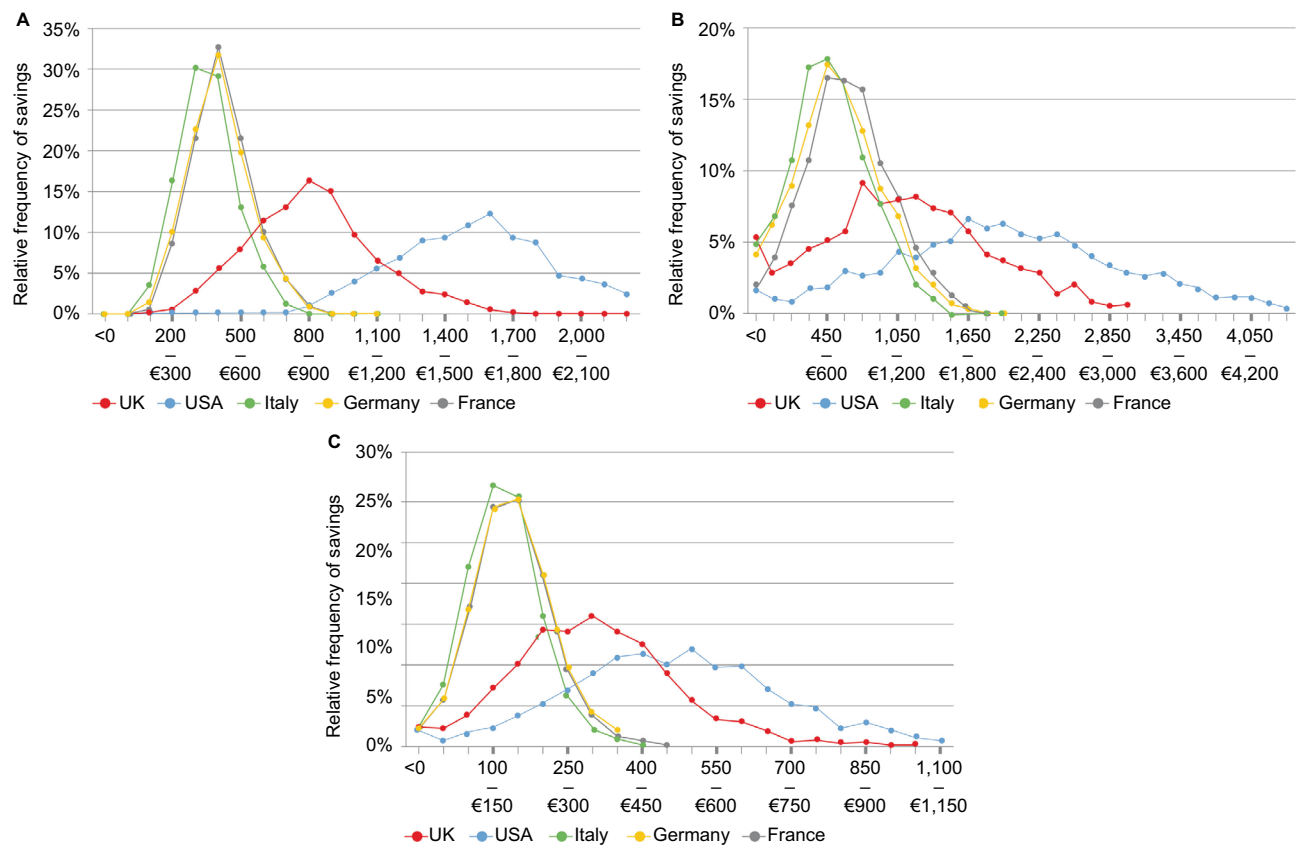 A
Relative frequency of savings
35%
30%
25%
20%
15%
10%
5%
0%
<0 200 500 800 1,100 1,400 1,700 2,000
– – – – – – –
€300 €600 €900 €1,200 €1,500 €1,800 €2,100
UK USA Italy Germany France
B
Relative frequency of savings
20%
15%
10%
5%
0%
<0 450 1,050 1,650 2,250 2,850 3,450 4,050
– – – – – – –
€600 €1,200 €1,800 €2,400 €3,000 €3,600 €4,200
UK USA Italy Germany France
C
Relative frequency of savings
30%
25%
20%
15%
10%
5%
0%
<0 100 250 400 550 700 850 1,100
– – – – – – –
€150 €300 €450 €600 €750 €900 €1,150
UK USA Italy Germany France